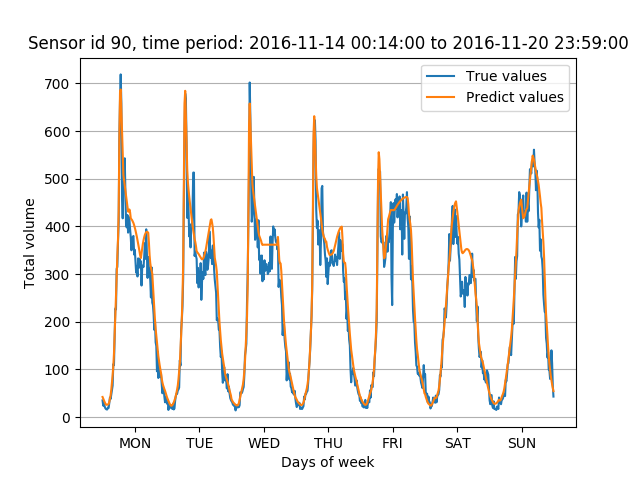 Sensor id 90, time period: 2016-11-14 00:14:00 to 2016-11-20 23:59:00
True values
Predict values
700
600
500
400
300
200
100
0
Total volume
MON TUE WED THU FRI SAT SUN
Days of week